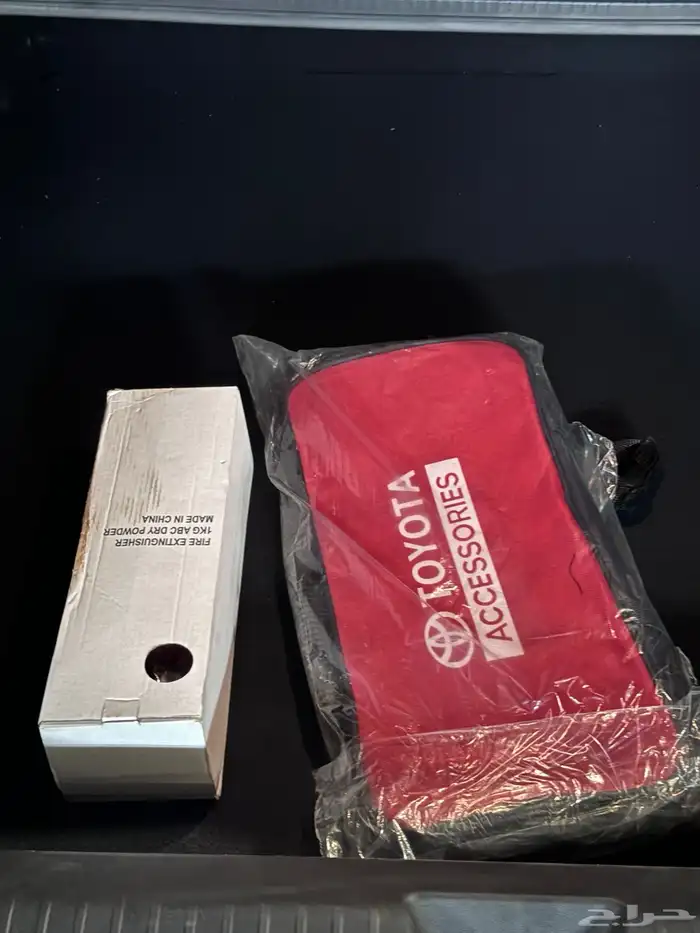 FIRE EXTINGUISHER
1KG ABC DRY POWDER
MADE IN CHINA
TOYOTA
ACCESSORIES
حراج